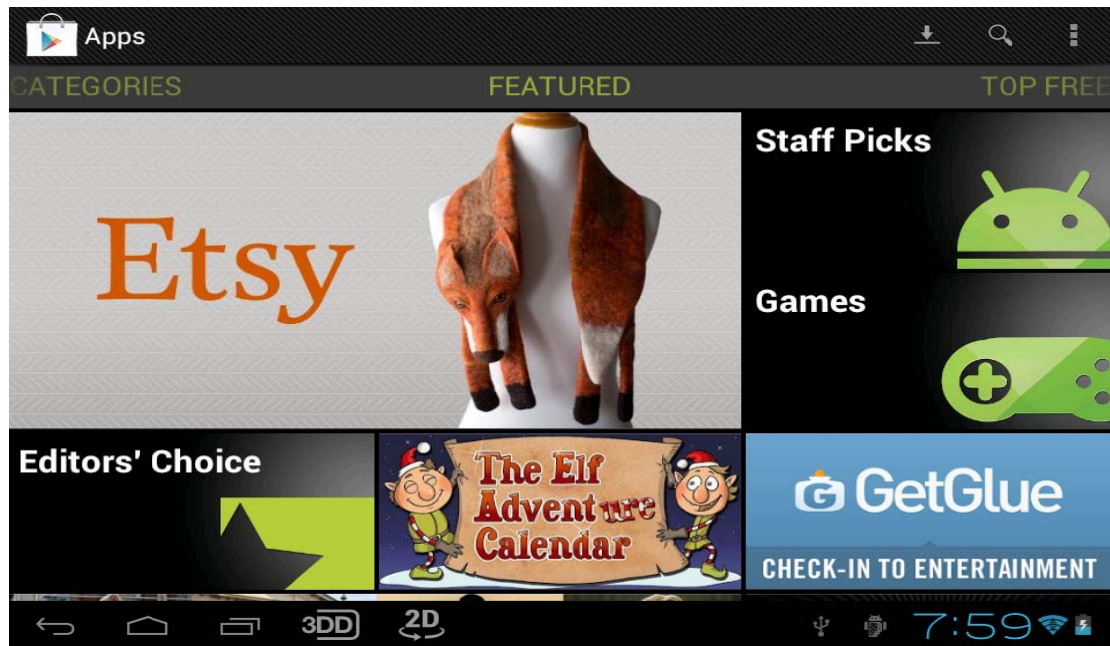 Apps
CATEGORIES
FEATURED
TOP FREE
Etsy
Staff Picks
Games
Editors' Choice
The Elf
Adventure
Calendar
G GetGlue
CHECK-IN TO ENTERTAINMENT
3DD
2D
7:59